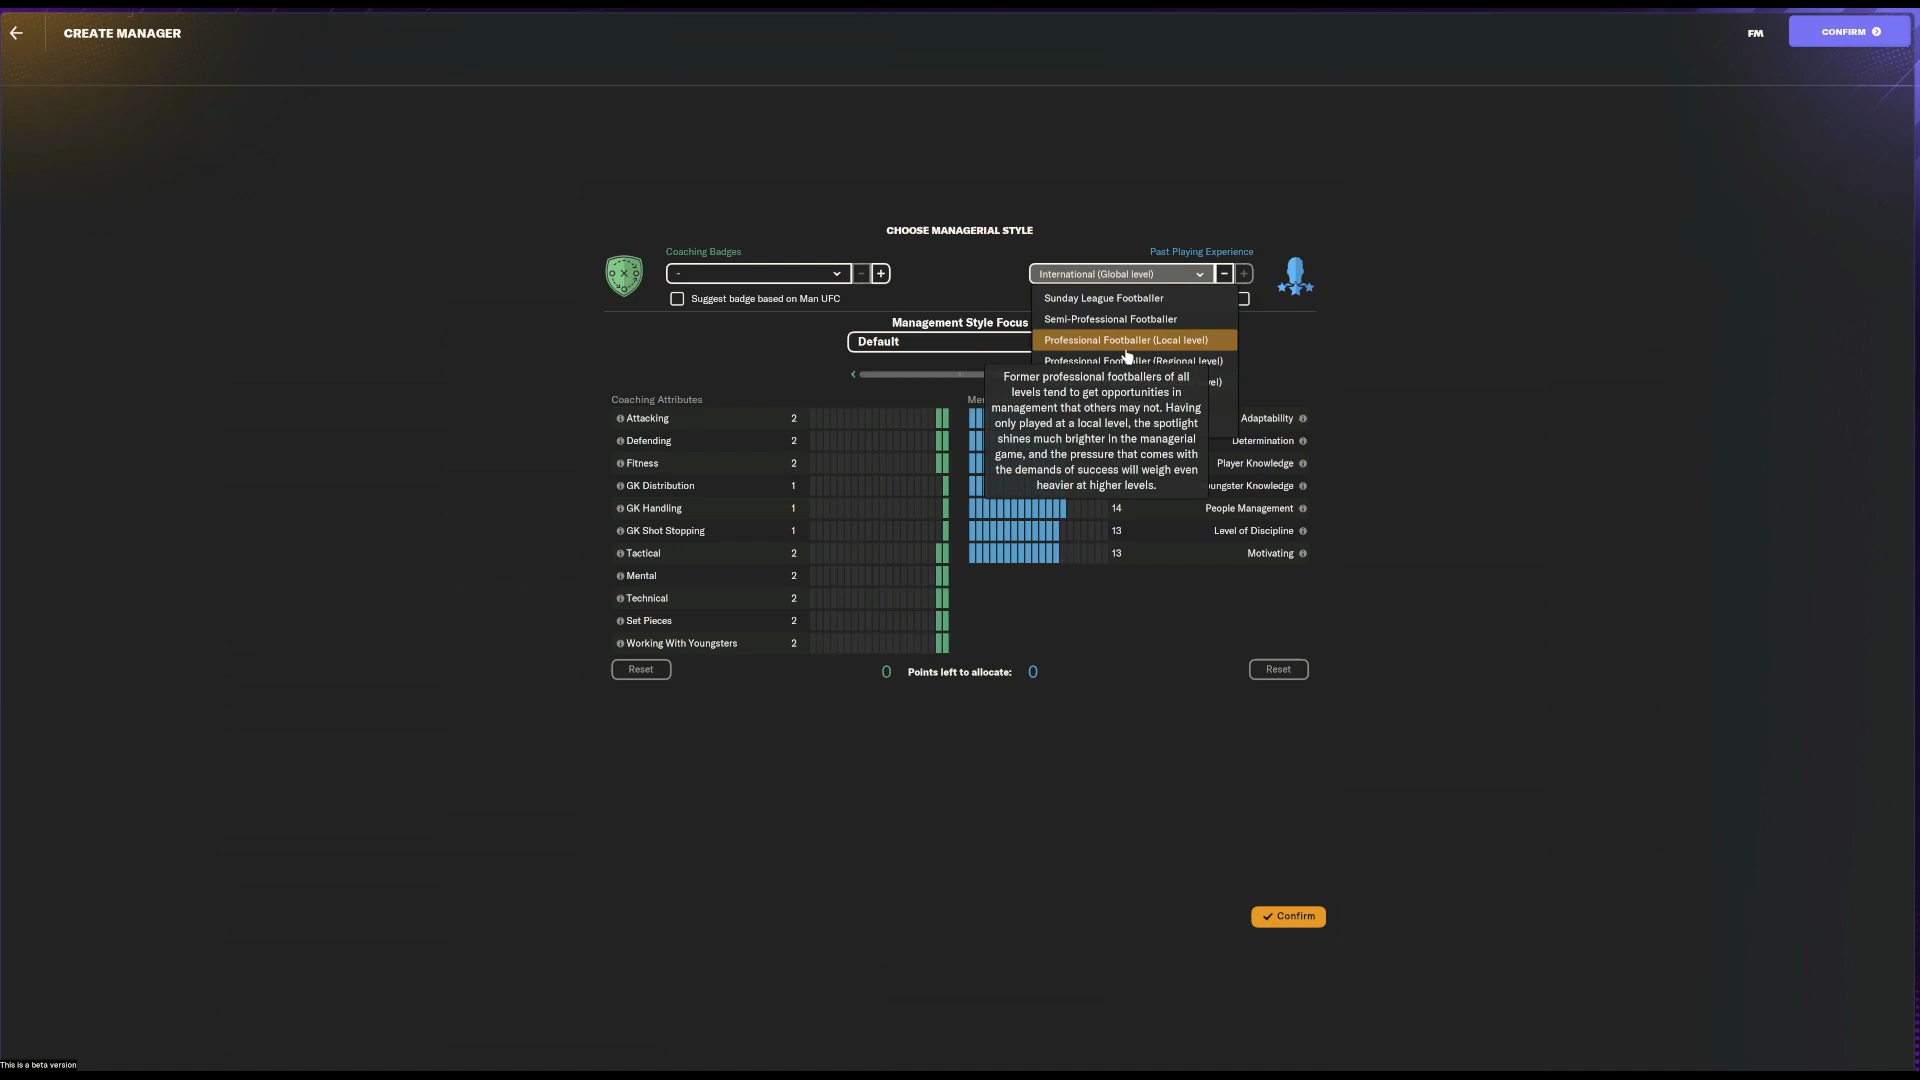 CREATE MANAGER
FM
CONFIRM
CHOOSE MANAGERIAL STYLE
Coaching Badges
Past Playing Experience
-
International (Global level)
Suggest badge based on Man UFC
Sunday League Footballer
Semi-Professional Footballer
Professional Footballer (Local level)
Professional Footballer (Regional level)
level)
Management Style Focus
Default
Former professional footballers of all
levels tend to get opportunities in
management that others may not. Having
only played at a local level, the spotlight
shines much brighter in the managerial
game, and the pressure that comes with
the demands of success will weigh even
heavier at higher levels.
Coaching Attributes
Attacking 2
Defending 2
Fitness 2
GK Distribution 1
GK Handling 1
GK Shot Stopping 1
Tactical 2
Mental 2
Technical 2
Set Pieces 2
Working With Youngsters 2
Adaptability
Determination
Player Knowledge
Knowledge
14 People Management
13 Level of Discipline
13 Motivating
Reset
0 Points left to allocate: 0
Reset
Confirm
This is a beta version